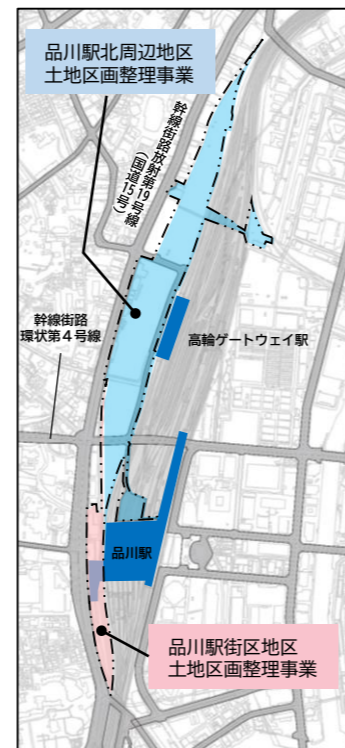 品川駅北周辺地区
土地区画整理事業
幹線街路放射第19号線
（国道15号）
幹線街路
環状第4号線
高輪ゲートウェイ駅
品川駅
品川駅街区地区
土地区画整理事業